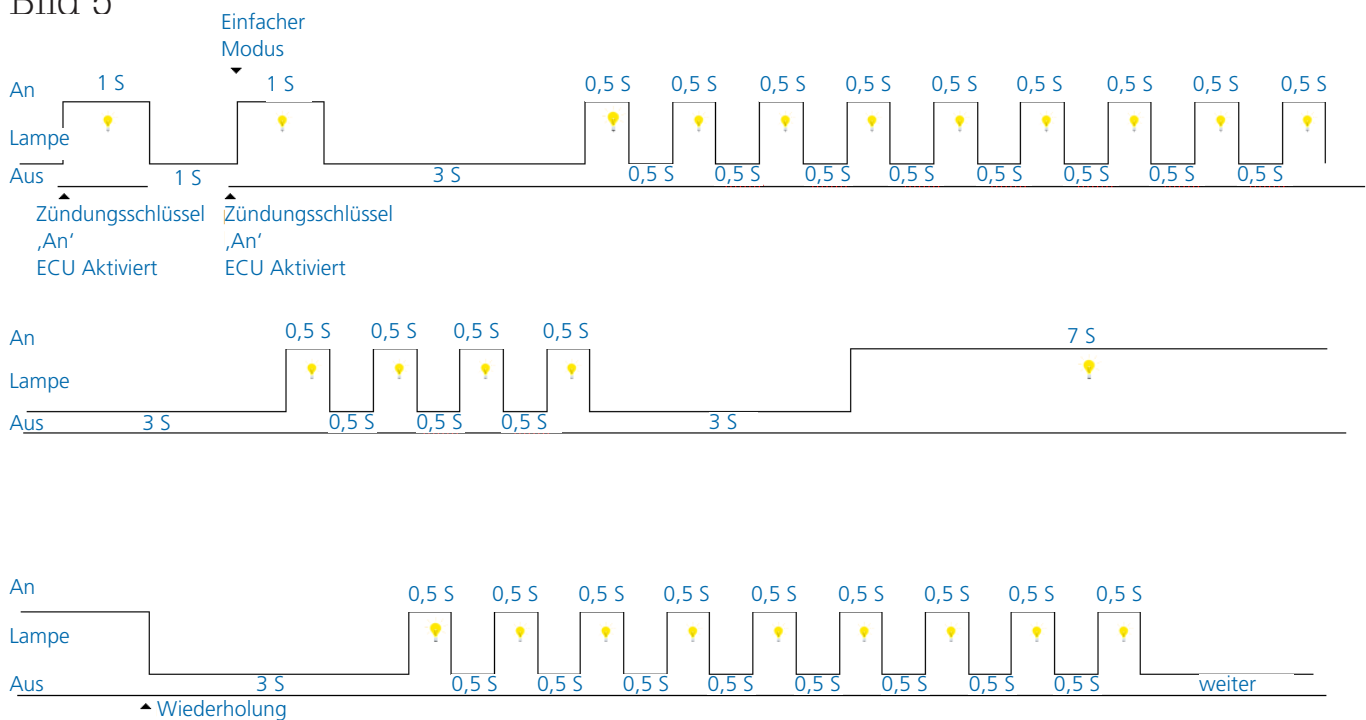 Bild 5
Einfacher
Modus
An 1 S 1 S 0,5 S 0,5 S 0,5 S 0,5 S 0,5 S 0,5 S 0,5 S 0,5 S 0,5 S
Lampe
Aus 1 S 3 S 0,5 S 0,5 S 0,5 S 0,5 S 0,5 S 0,5 S 0,5 S 0,5 S
Zündungsschlüssel Zündungsschlüssel
‚An‘ ‚An‘
ECU Aktiviert ECU Aktiviert
An 0,5 S 0,5 S 0,5 S 0,5 S 7 S
Lampe
Aus 3 S 0,5 S 0,5 S 0,5 S 3 S
An 0,5 S 0,5 S 0,5 S 0,5 S 0,5 S 0,5 S 0,5 S 0,5 S 0,5 S
Lampe
Aus 3 S 0,5 S 0,5 S 0,5 S 0,5 S 0,5 S 0,5 S 0,5 S 0,5 S weiter
Wiederholung